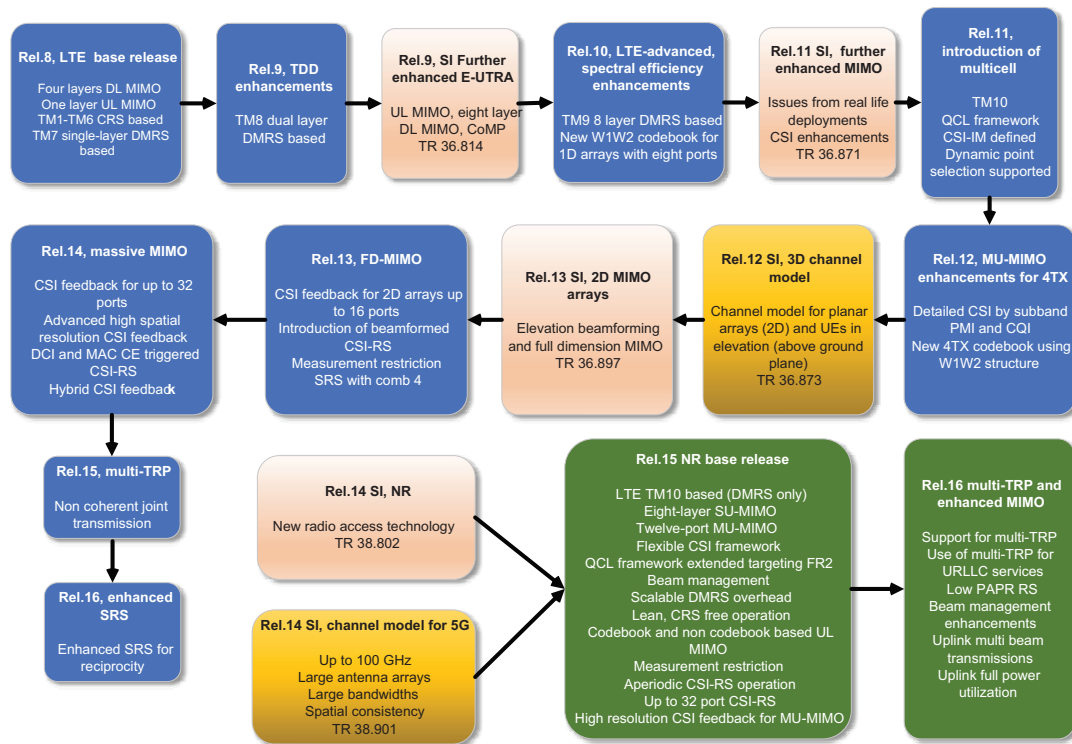 Rel.8, LTE base release
Four layers DL MIMO
One layer UL MIMO
TM1-TM6 CRS based
TM7 single-layer DMRS
based
Rel.9, TDD
enhancements
TM8 dual layer
DMRS based
Rel.9, SI Further
enhanced E-UTRA
UL MIMO, eight layer
DL MIMO, CoMP
TR 36.814
Rel.10, LTE-advanced,
spectral efficiency
enhancements
TM9 8 layer DMRS based
New W1W2 codebook for
1D arrays with eight ports
Rel.11 SI, further
enhanced MIMO
Issues from real life
deployments
CSI enhancements
TR 36.871
Rel.11,
introduction of
multicell
TM10
QCL framework
CSI-IM defined
Dynamic point
selection supported
Rel.14, massive MIMO
CSI feedback for up to 32
ports
Advanced high spatial
resolution CSI feedback
DCI and MAC CE triggered
CSI-RS
Hybrid CSI feedback
Rel.13, FD-MIMO
CSI feedback for 2D arrays up
to 16 ports
Introduction of beamformed
CSI-RS
Measurement restriction
SRS with comb 4
Rel.13 SI, 2D MIMO
arrays
Elevation beamforming
and full dimension MIMO
TR 36.897
Rel.12 SI, 3D channel
model
Channel model for planar
arrays (2D) and UEs in
elevation (above ground
plane)
TR 36.873
Rel.12, MU-MIMO
enhancements for 4TX
Detailed CSI by subband
PMI and CQI
New 4TX codebook using
W1W2 structure
Rel.15, multi-TRP
Non coherent joint
transmission
Rel.16, enhanced
SRS
Enhanced SRS for
reciprocity
Rel.14 SI, NR
New radio access technology
TR 38.802
Rel.14 SI, channel model for 5G
Up to 100 GHz
Large antenna arrays
Large bandwidths
Spatial consistency
TR 38.901
Rel.15 NR base release
LTE TM10 based (DMRS only)
Eight-layer SU-MIMO
Twelve-port MU-MIMO
Flexible CSI framework
QCL framework extended targeting FR2
Beam management
Scalable DMRS overhead
Lean, CRS free operation
Codebook and non codebook based UL
MIMO
Measurement restriction
Aperiodic CSI-RS operation
Up to 32 port CSI-RS
High resolution CSI feedback for MU-MIMO
Rel.16 multi-TRP and
enhanced MIMO
Support for multi-TRP
Use of multi-TRP for
URLLC services
Low PAPR RS
Beam management
enhancements
Uplink multi beam
transmissions
Uplink full power
utilization